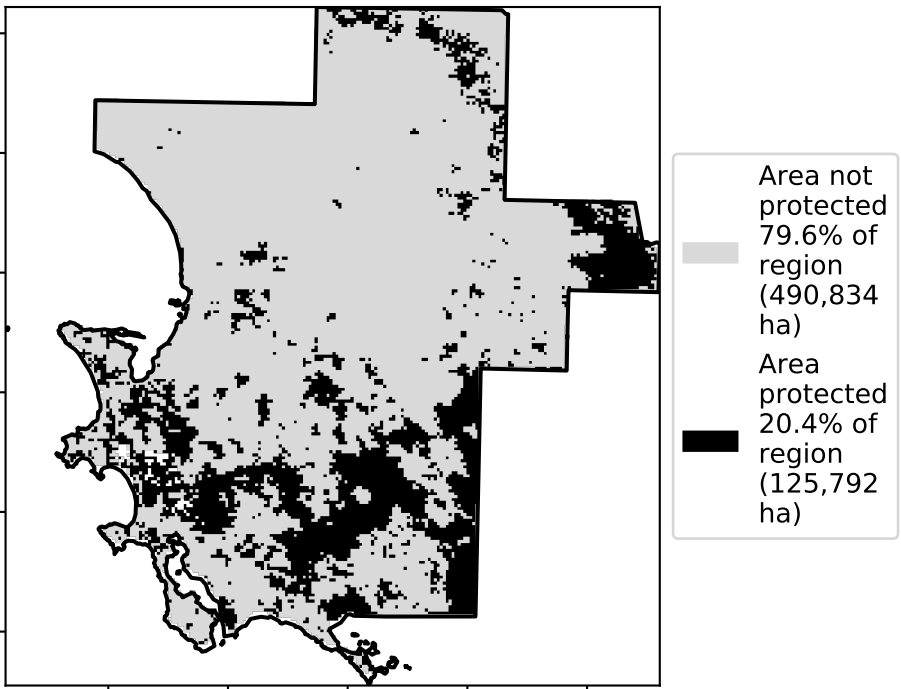 Area not
protected
79.6% of
region
(490,834
ha)
Area
protected
20.4% of
region
(125,792
ha)